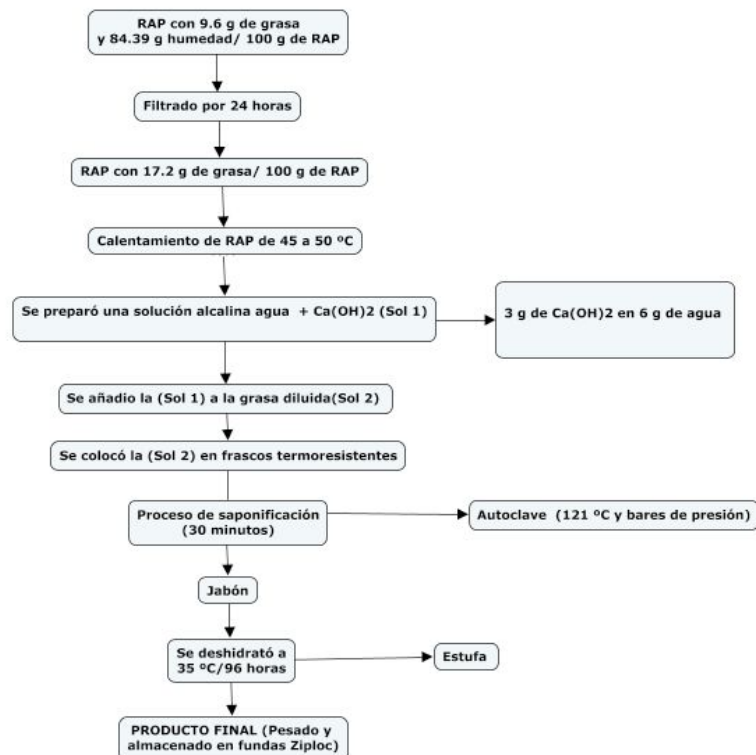 RAP con 9.6 g de grasa
y 84.39 g humedad/ 100 g de RAP
Filtrado por 24 horas
RAP con 17.2 g de grasa/ 100 g de RAP
Calentamiento de RAP de 45 a 50 ºC
Se preparó una solución alcalina agua + Ca(OH)2 (Sol 1)
3 g de Ca(OH)2 en 6 g de agua
Se añadio la (Sol 1) a la grasa diluida(Sol 2)
Se colocó la (Sol 2) en frascos termoresistentes
Proceso de saponificación
(30 minutos)
Autoclave (121 ºC y bares de presión)
Jabón
Se deshidrató a
35 ºC/96 horas
Estufa
PRODUCTO FINAL (Pesado y
almacenado en fundas Ziploc)